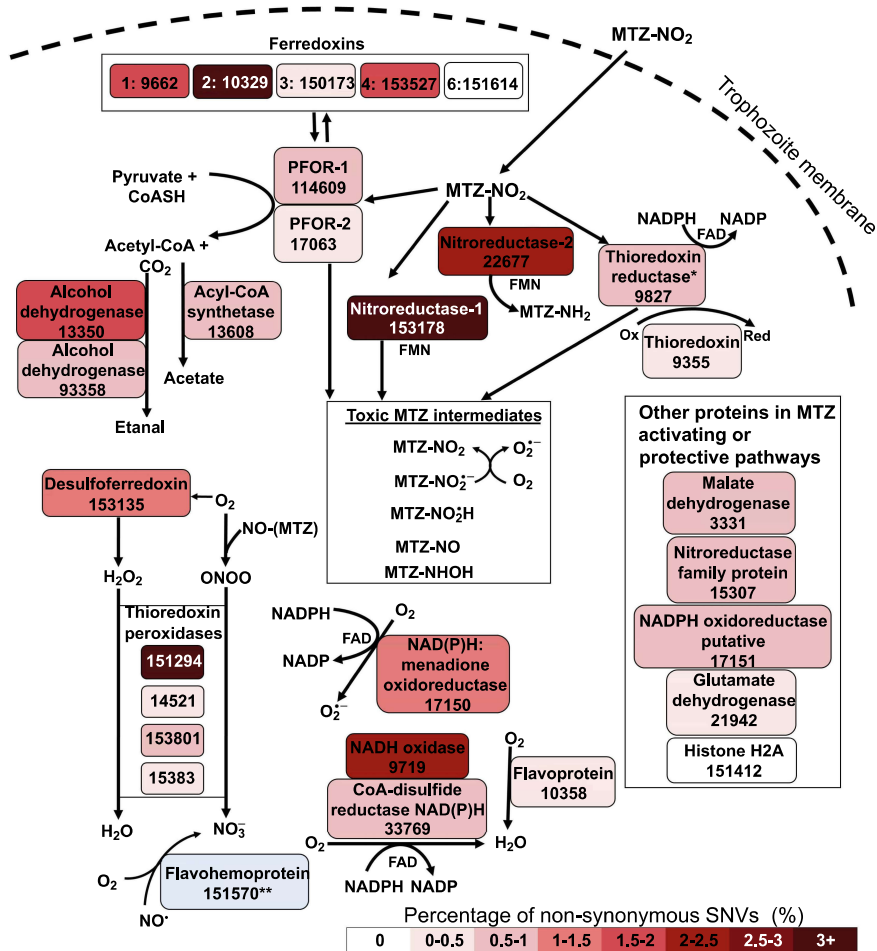 MTZ-NO₂
Ferredoxins
1: 9662
2: 10329
3: 150173
4: 153527
6:151614
Trophozoite membrane
Pyruvate +
CoASH
PFOR-1
114609
PFOR-2
17063
MTZ-NO₂
NADPH
NADP
FAD
Acetyl-CoA +
CO₂
Nitroreductase-2
22677
FMN
MTZ-NH₂
Thioredoxin
reductase*
9827
Alcohol
dehydrogenase
13350
Acyl-CoA
synthetase
13608
Nitroreductase-1
153178
FMN
Ox
Red
Thioredoxin
9355
Alcohol
dehydrogenase
93358
Acetate
Etanal
Toxic MTZ intermediates
MTZ-NO₂
O₂•−
MTZ-NO₂•−
O₂
MTZ-NO₂•H
MTZ-NO
MTZ-NHOH
Other proteins in MTZ
activating or
protective pathways
Malate
dehydrogenase
3331
Nitroreductase
family protein
15307
NADPH oxidoreductase
putative
17151
Glutamate
dehydrogenase
21942
Histone H2A
151412
Desulfoferredoxin
153135
O₂
NO-(MTZ)
H₂O₂
ONOO
Thioredoxin
peroxidases
151294
14521
153801
15383
H₂O
NO₃−
NADPH
O₂
FAD
NADP
NAD(P)H:
menadione
oxidoreductase
17150
O₂•−
NADH oxidase
9719
CoA-disulfide
reductase NAD(P)H
33769
O₂
Flavoprotein
10358
O₂
H₂O
FAD
NADPH
NADP
O₂
NO•
Flavohemoprotein
151570**
Percentage of non-synonymous SNVs (%)
0
0-0.5
0.5-1
1-1.5
1.5-2
2-2.5
2.5-3
3+